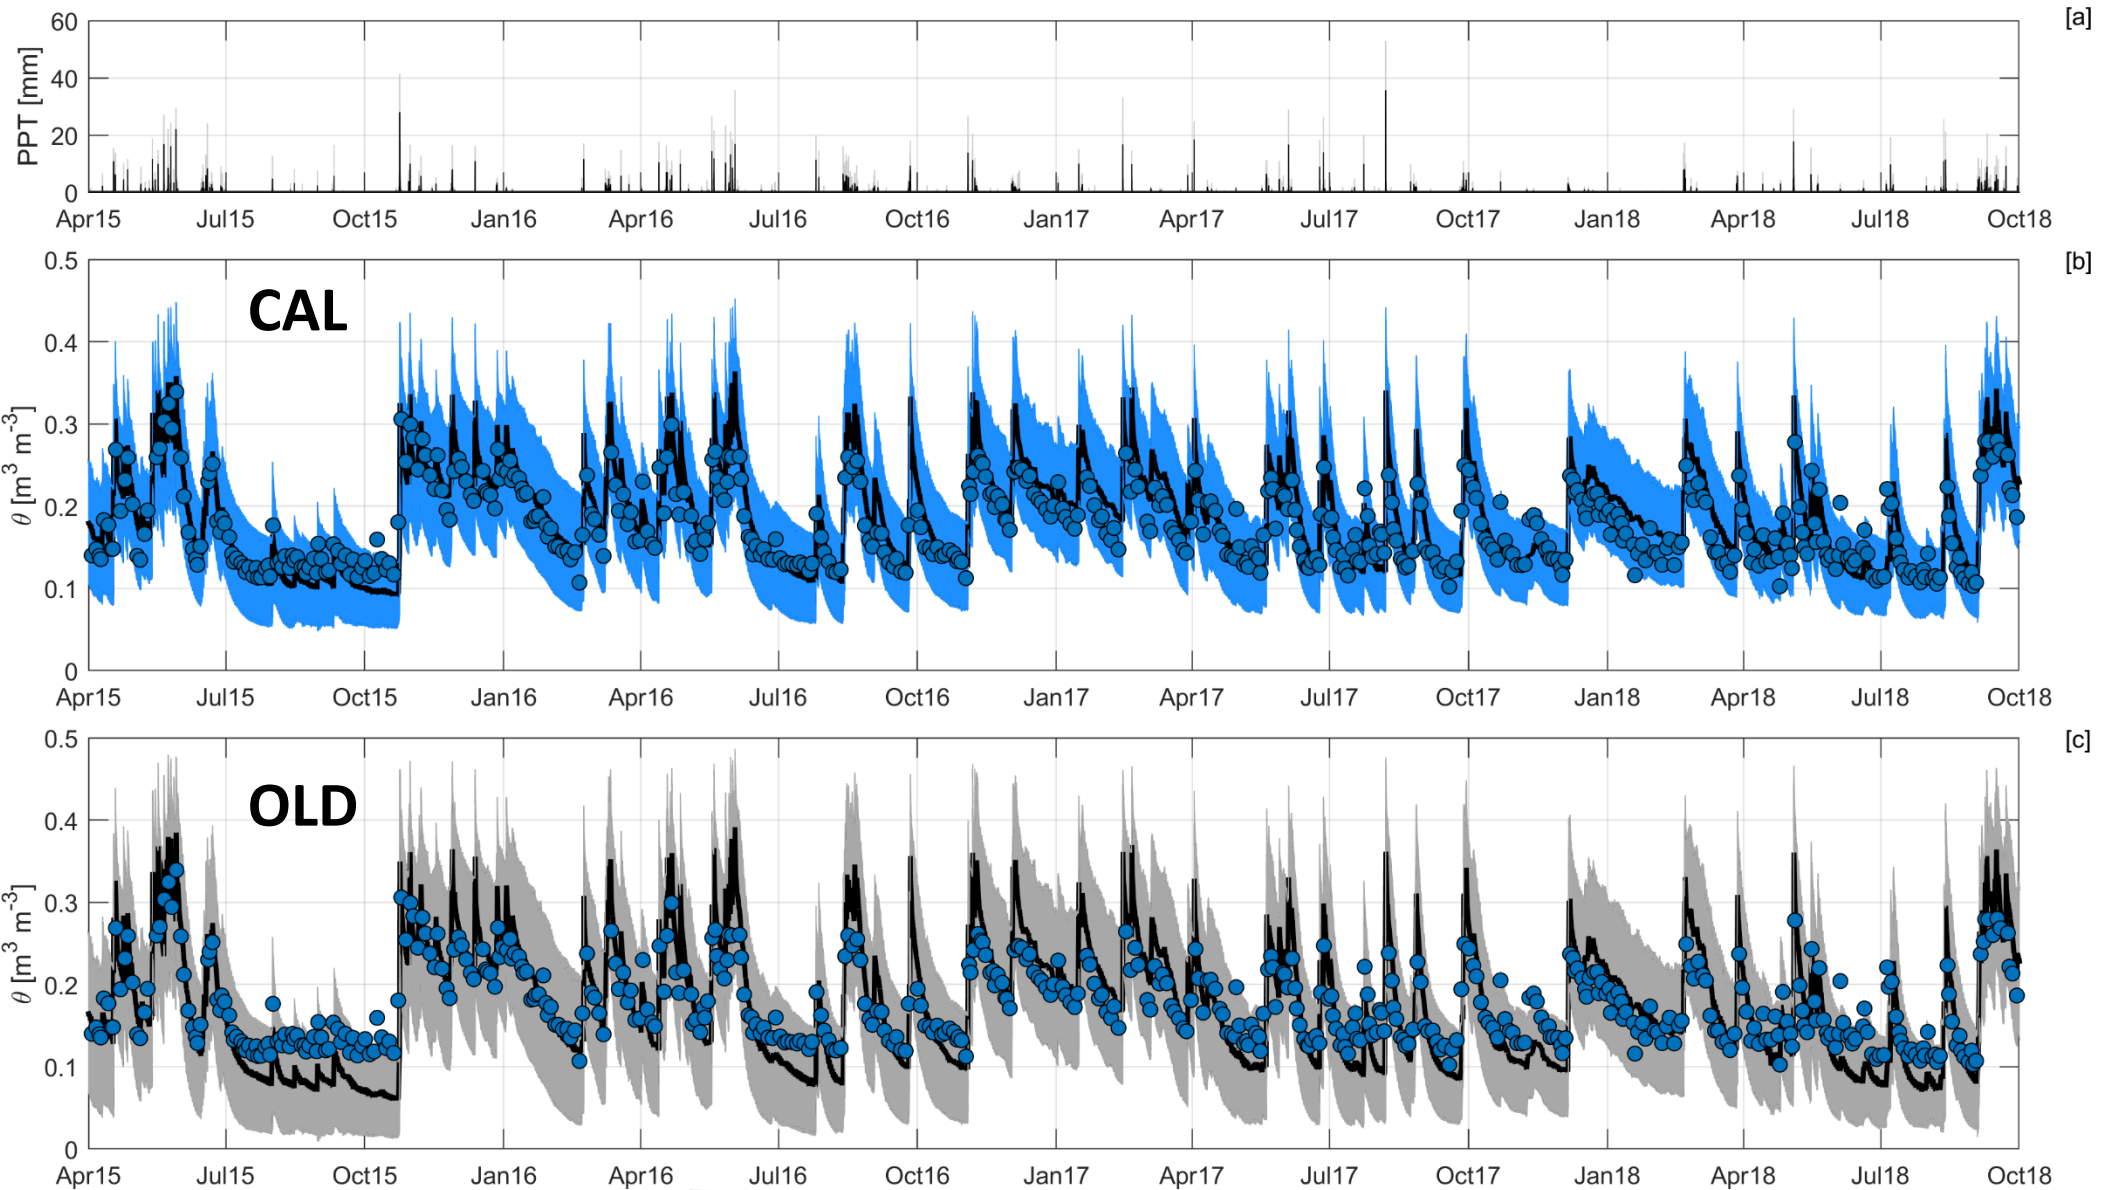 [a]
60
40
20
0
PPT [mm]
Apr15 Jul15 Oct15 Jan16 Apr16 Jul16 Oct16 Jan17 Apr17 Jul17 Oct17 Jan18 Apr18 Jul18 Oct18
[b]
CAL
0.5
0.4
0.3
0.2
0.1
0
θ [m³ m⁻³]
Apr15 Jul15 Oct15 Jan16 Apr16 Jul16 Oct16 Jan17 Apr17 Jul17 Oct17 Jan18 Apr18 Jul18 Oct18
[c]
OLD
0.5
0.4
0.3
0.2
0.1
0
θ [m³ m⁻³]
Apr15 Jul15 Oct15 Jan16 Apr16 Jul16 Oct16 Jan17 Apr17 Jul17 Oct17 Jan18 Apr18 Jul18 Oct18